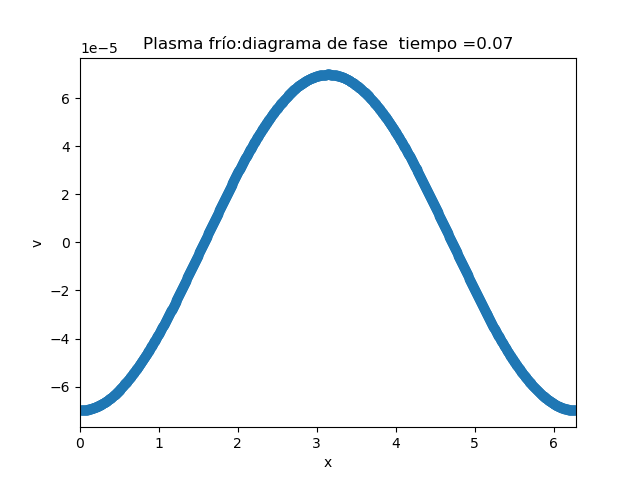 Plasma frío:diagrama de fase  tiempo =0.07
1e−5
6
4
2
0
−2
−4
−6
v
0 1 2 3 4 5 6
x